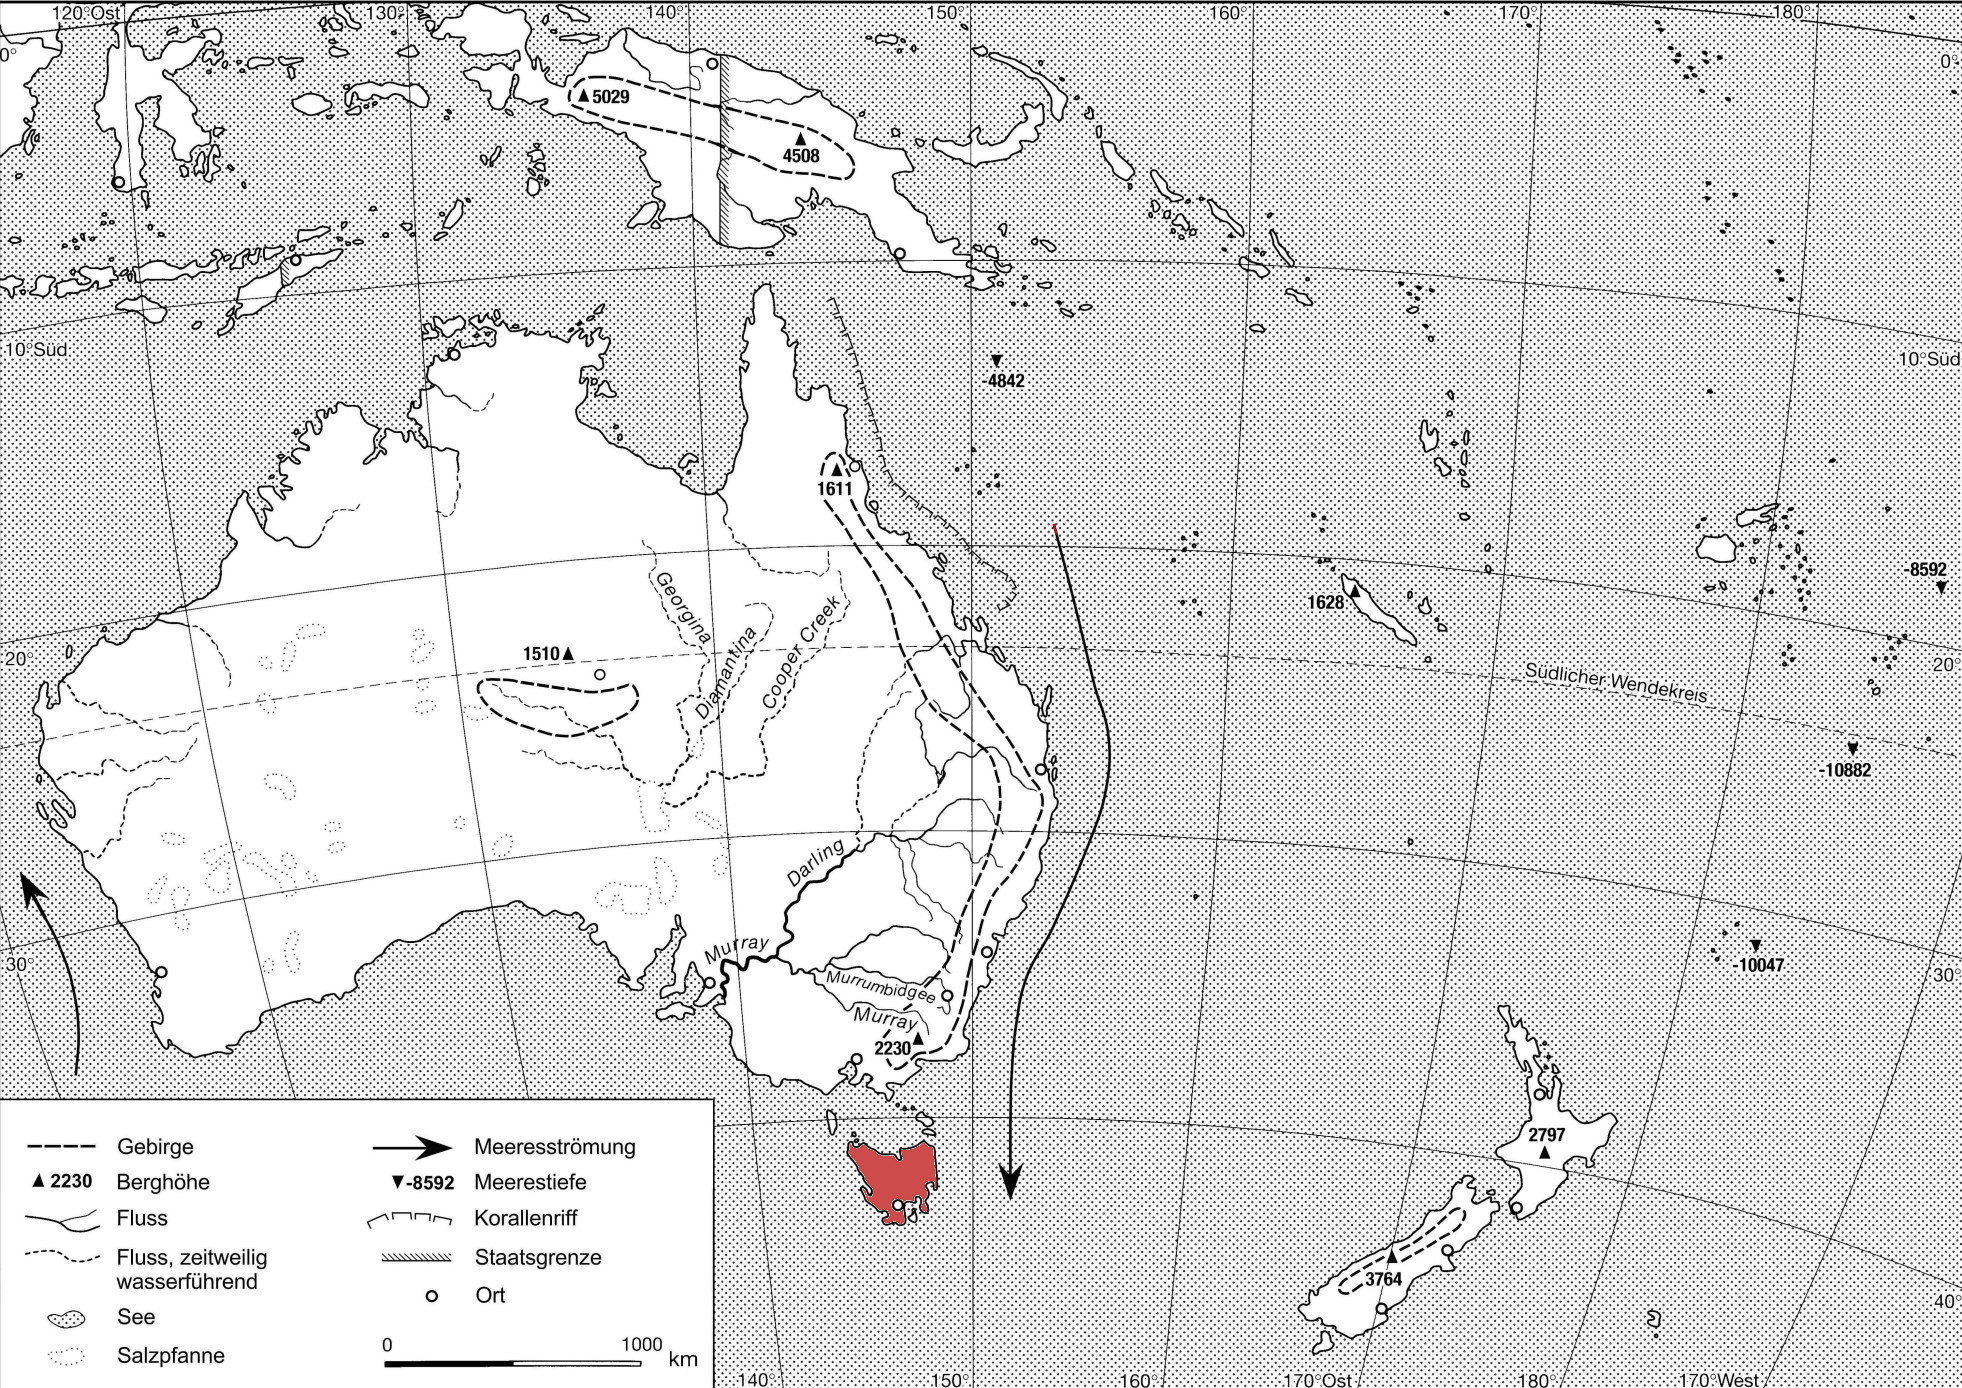 120°Ost
130°
140°
150°
160°
170°
180°
0°
0°
5029
4508
10°Süd
10°Süd
-4842
1611
-8592
1628
Georgina
Diamantina
Cooper Creek
1510
20°
20°
Südlicher Wendekreis
-10882
Darling
Murray
Murrumbidgee
Murray
2230
30°
30°
-10047
2797
3764
40°
Gebirge
2230 Berghöhe
Fluss
Fluss, zeitweilig
wasserführend
See
Salzpfanne
Meeresströmung
-8592 Meerestiefe
Korallenriff
Staatsgrenze
Ort
0 1000 km
140°
150°
160°
170°Ost
180°
170°West